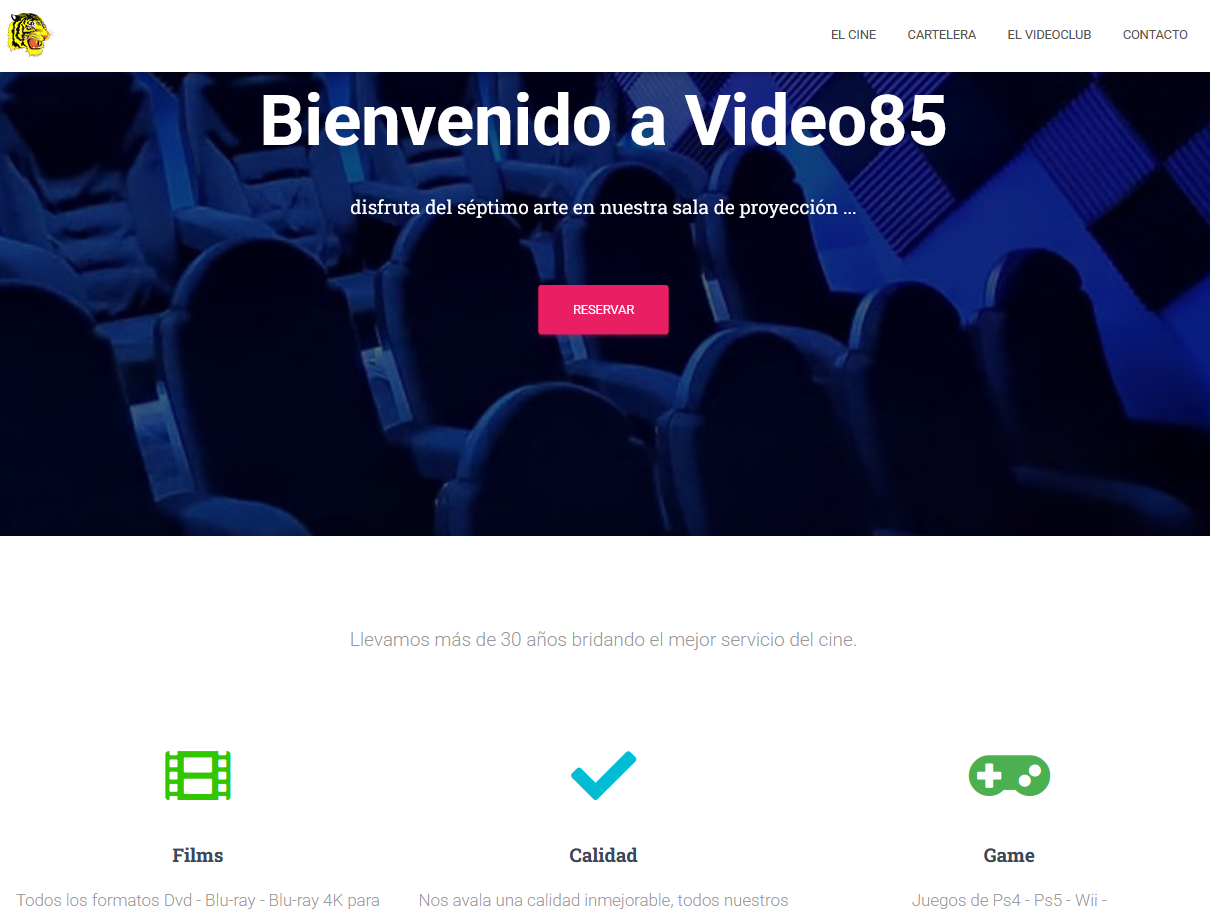 EL CINE CARTELERA EL VIDEOCLUB CONTACTO
Bienvenido a Video85
disfruta del séptimo arte en nuestra sala de proyección ...
RESERVAR
Llevamos más de 30 años bridando el mejor servicio del cine.
Films
Todos los formatos Dvd - Blu-ray - Blu-ray 4K para
Calidad
Nos avala una calidad inmejorable, todos nuestros
Game
Juegos de Ps4 - Ps5 - Wii -